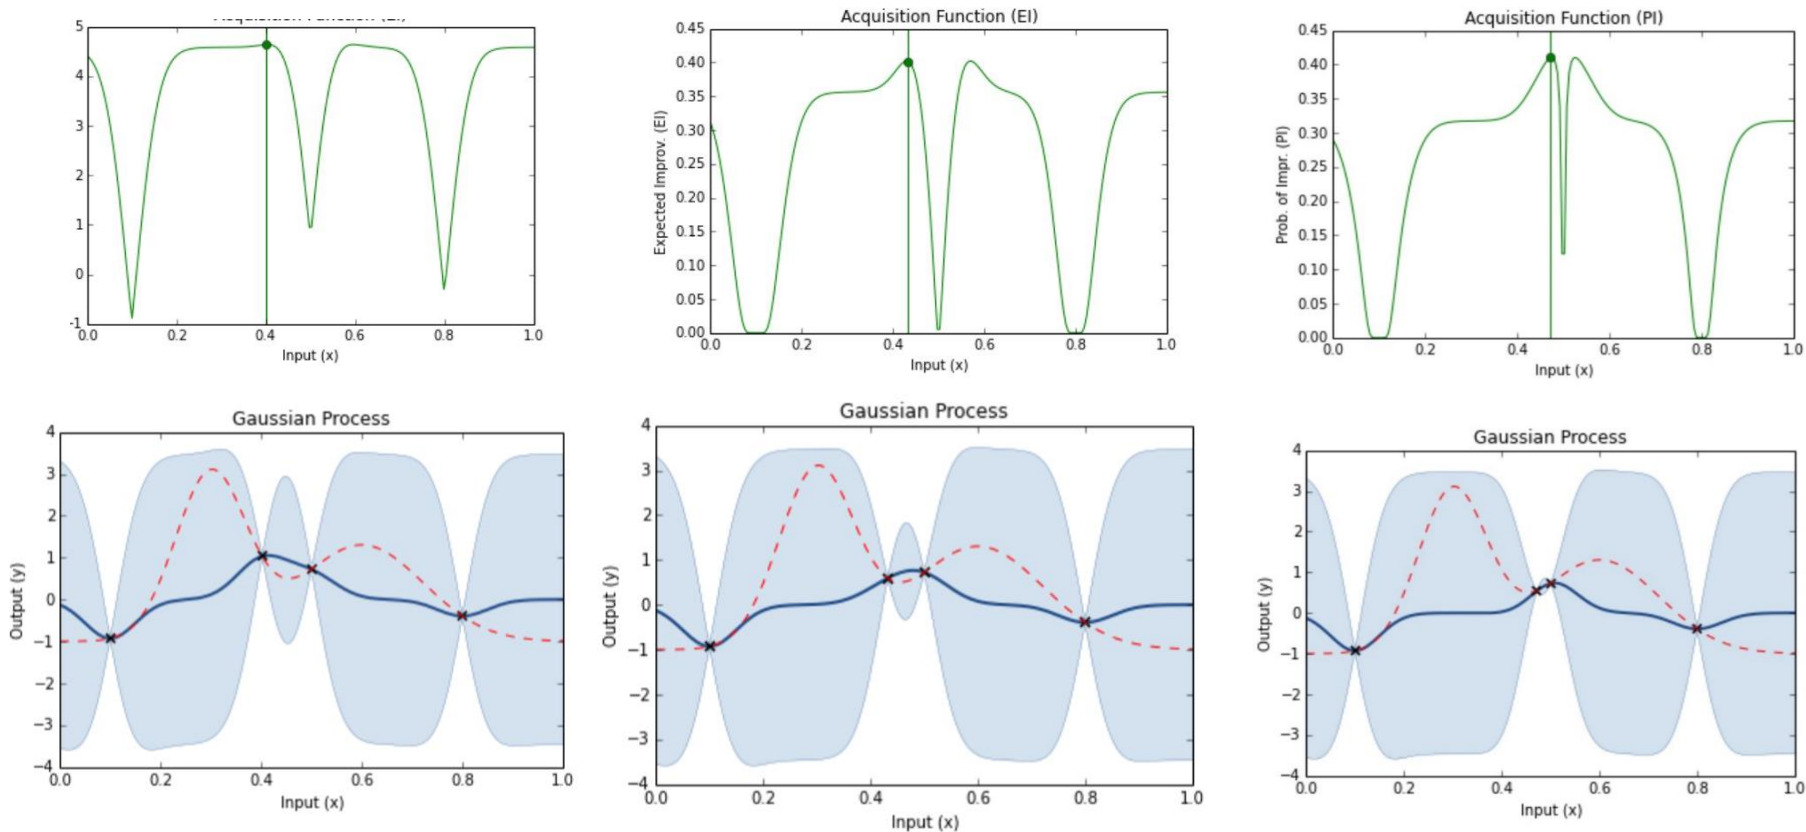 Acquisition Function (EI)
5
4
3
2
1
0
-1
0.0 0.2 0.4 0.6 0.8 1.0
Input (x)
Acquisition Function (EI)
Expected Improv. (EI)
0.45
0.40
0.35
0.30
0.25
0.20
0.15
0.10
0.05
0.00
0.0 0.2 0.4 0.6 0.8 1.0
Input (x)
Acquisition Function (PI)
Prob. of Impr. (PI)
0.45
0.40
0.35
0.30
0.25
0.20
0.15
0.10
0.05
0.00
0.0 0.2 0.4 0.6 0.8 1.0
Input (x)
Gaussian Process
Output (y)
4
3
2
1
0
−1
−2
−3
−4
0.0 0.2 0.4 0.6 0.8 1.0
Input (x)
Gaussian Process
Output (y)
4
3
2
1
0
−1
−2
−3
−4
0.0 0.2 0.4 0.6 0.8 1.0
Input (x)
Gaussian Process
Output (y)
4
3
2
1
0
−1
−2
−3
−4
0.0 0.2 0.4 0.6 0.8 1.0
Input (x)